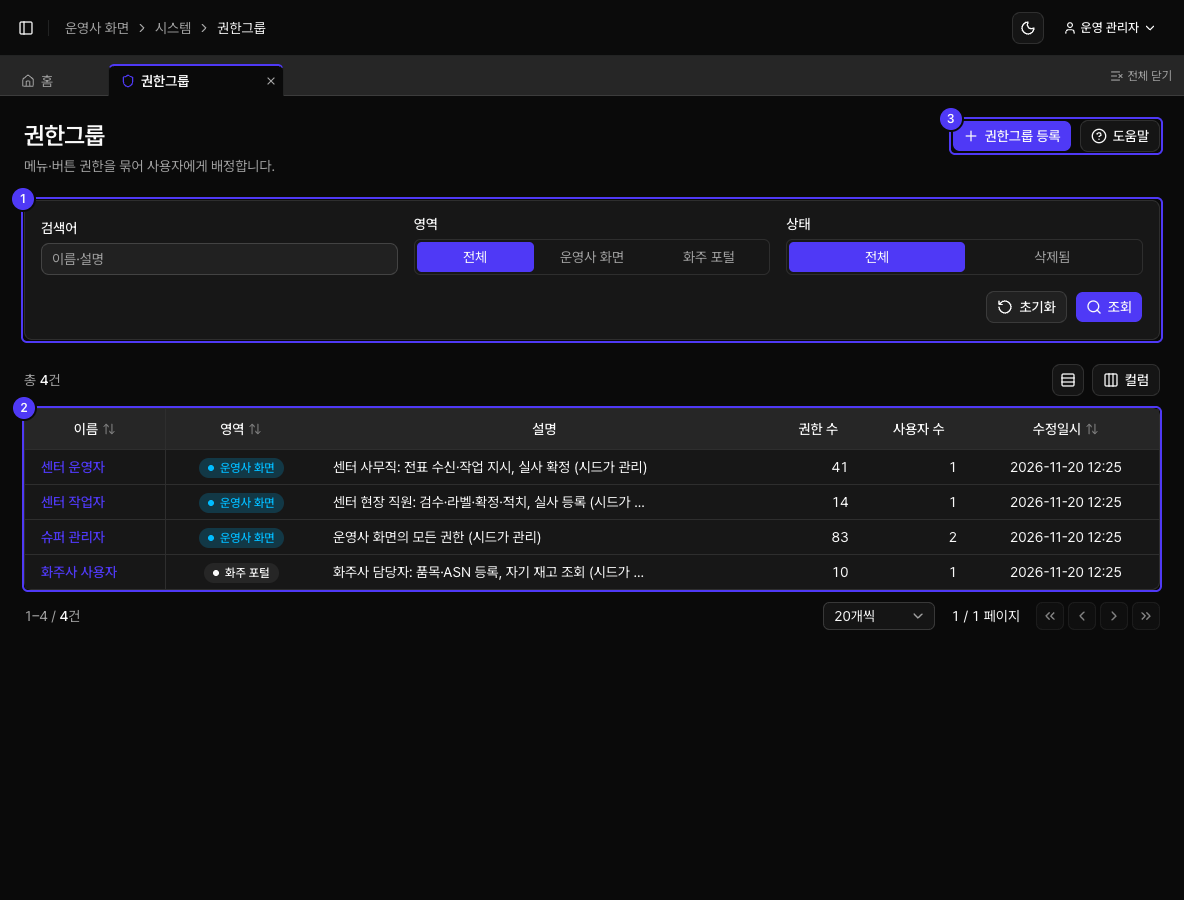 운영사 화면 > 시스템 > 권한그룹
운영 관리자
홈
권한그룹
전체 닫기
권한그룹
메뉴·버튼 권한을 묶어 사용자에게 배정합니다.
3
권한그룹 등록
도움말
1
검색어
이름·설명
영역
전체 운영사 화면 화주 포털
상태
전체 삭제됨
초기화
조회
총 4건
컬럼
2
이름 영역 설명 권한 수 사용자 수 수정일시
센터 운영자 운영사 화면 센터 사무직: 전표 수신·작업 지시, 실사 확정 (시드가 관리) 41 1 2026-11-20 12:25
센터 작업자 운영사 화면 센터 현장 직원: 검수·라벨·확정·적치, 실사 등록 (시드가 ... 14 1 2026-11-20 12:25
슈퍼 관리자 운영사 화면 운영사 화면의 모든 권한 (시드가 관리) 83 2 2026-11-20 12:25
화주사 사용자 화주 포털 화주사 담당자: 품목·ASN 등록, 자기 재고 조회 (시드가 ... 10 1 2026-11-20 12:25
1–4 / 4건
20개씩
1 / 1 페이지